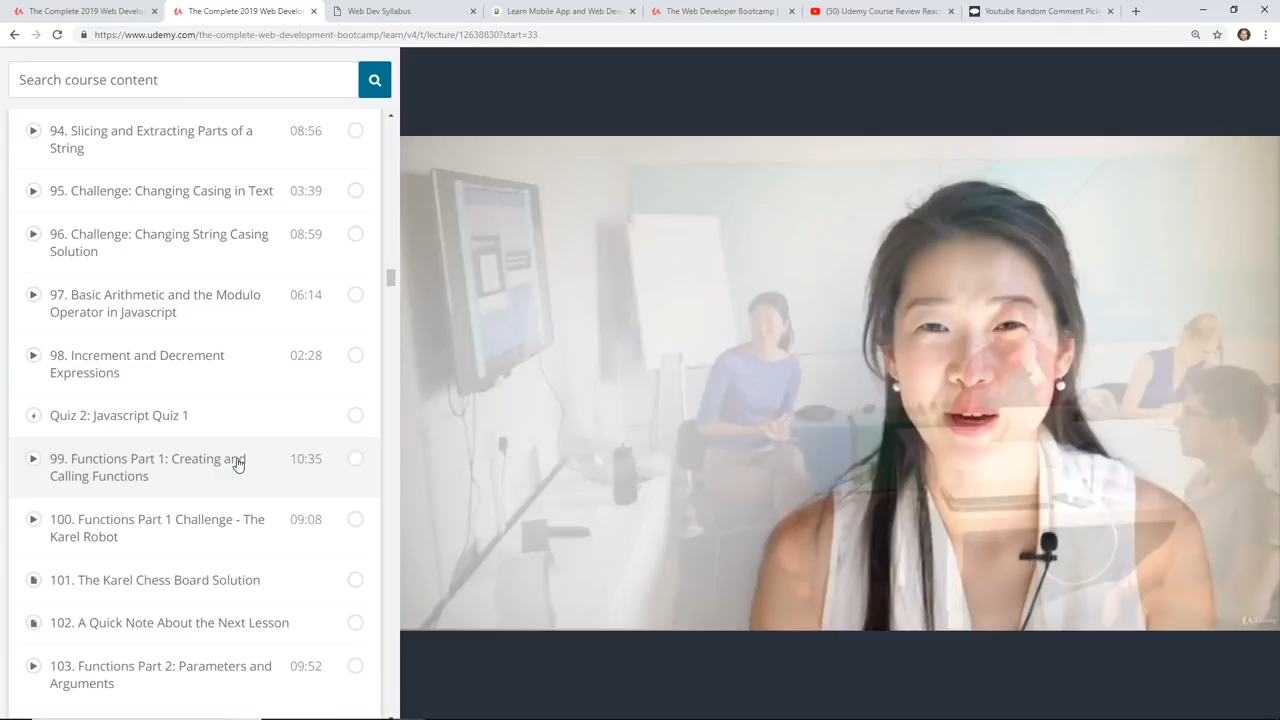 The Complete 2019 Web Develo
The Complete 2019 Web Develo
Web Dev Syllabus
Learn Mobile App and Web Dev
The Web Developer Bootcamp |
(50) Udemy Course Review Reac
Youtube Random Comment Pick
https://www.udemy.com/the-complete-web-development-bootcamp/learn/v4/t/lecture/12638830?start=33
Search course content
94. Slicing and Extracting Parts of a
String
08:56
95. Challenge: Changing Casing in Text
03:39
96. Challenge: Changing String Casing
Solution
08:59
97. Basic Arithmetic and the Modulo
Operator in Javascript
06:14
98. Increment and Decrement
Expressions
02:28
Quiz 2: Javascript Quiz 1
99. Functions Part 1: Creating and
Calling Functions
10:35
100. Functions Part 1 Challenge - The
Karel Robot
09:08
101. The Karel Chess Board Solution
102. A Quick Note About the Next Lesson
103. Functions Part 2: Parameters and
Arguments
09:52